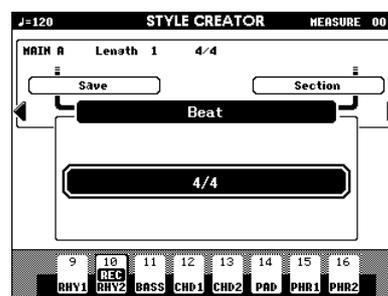 ♩=120 STYLE CREATOR MEASURE 00
MAIN A Length 1 4/4
Save Section
Beat
4/4
9 10 11 12 13 14 15 16
REC
RHY1 RHY2 BASS CHD1 CHD2 PAD PHR1 PHR2